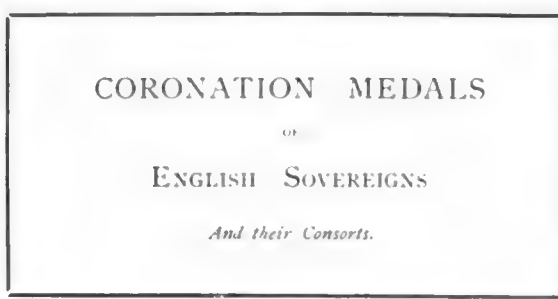 CORONATION MEDALS
OF
ENGLISH SOVEREIGNS
And their Consorts.